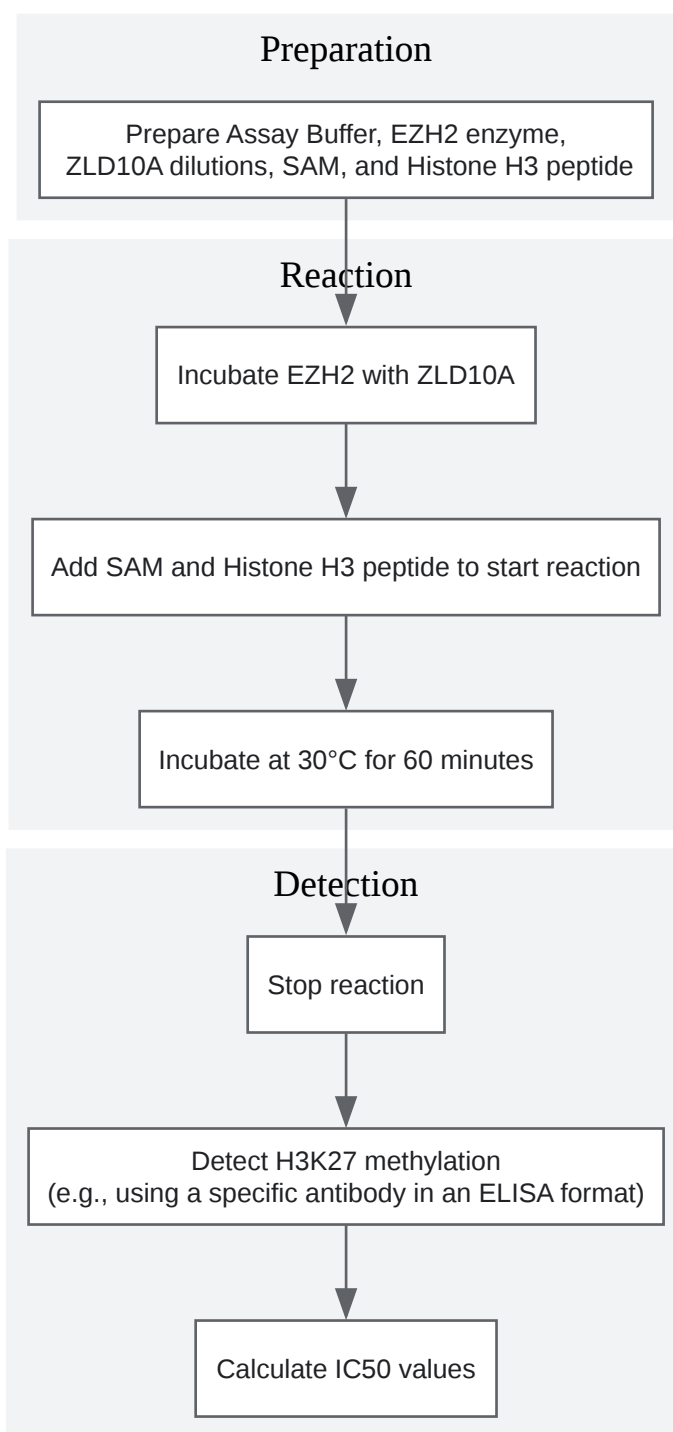 Preparation
Prepare Assay Buffer, EZH2 enzyme,
ZLD10A dilutions, SAM, and Histone H3 peptide
Reaction
Incubate EZH2 with ZLD10A
Add SAM and Histone H3 peptide to start reaction
Incubate at 30°C for 60 minutes
Detection
Stop reaction
Detect H3K27 methylation
(e.g., using a specific antibody in an ELISA format)
Calculate IC50 values